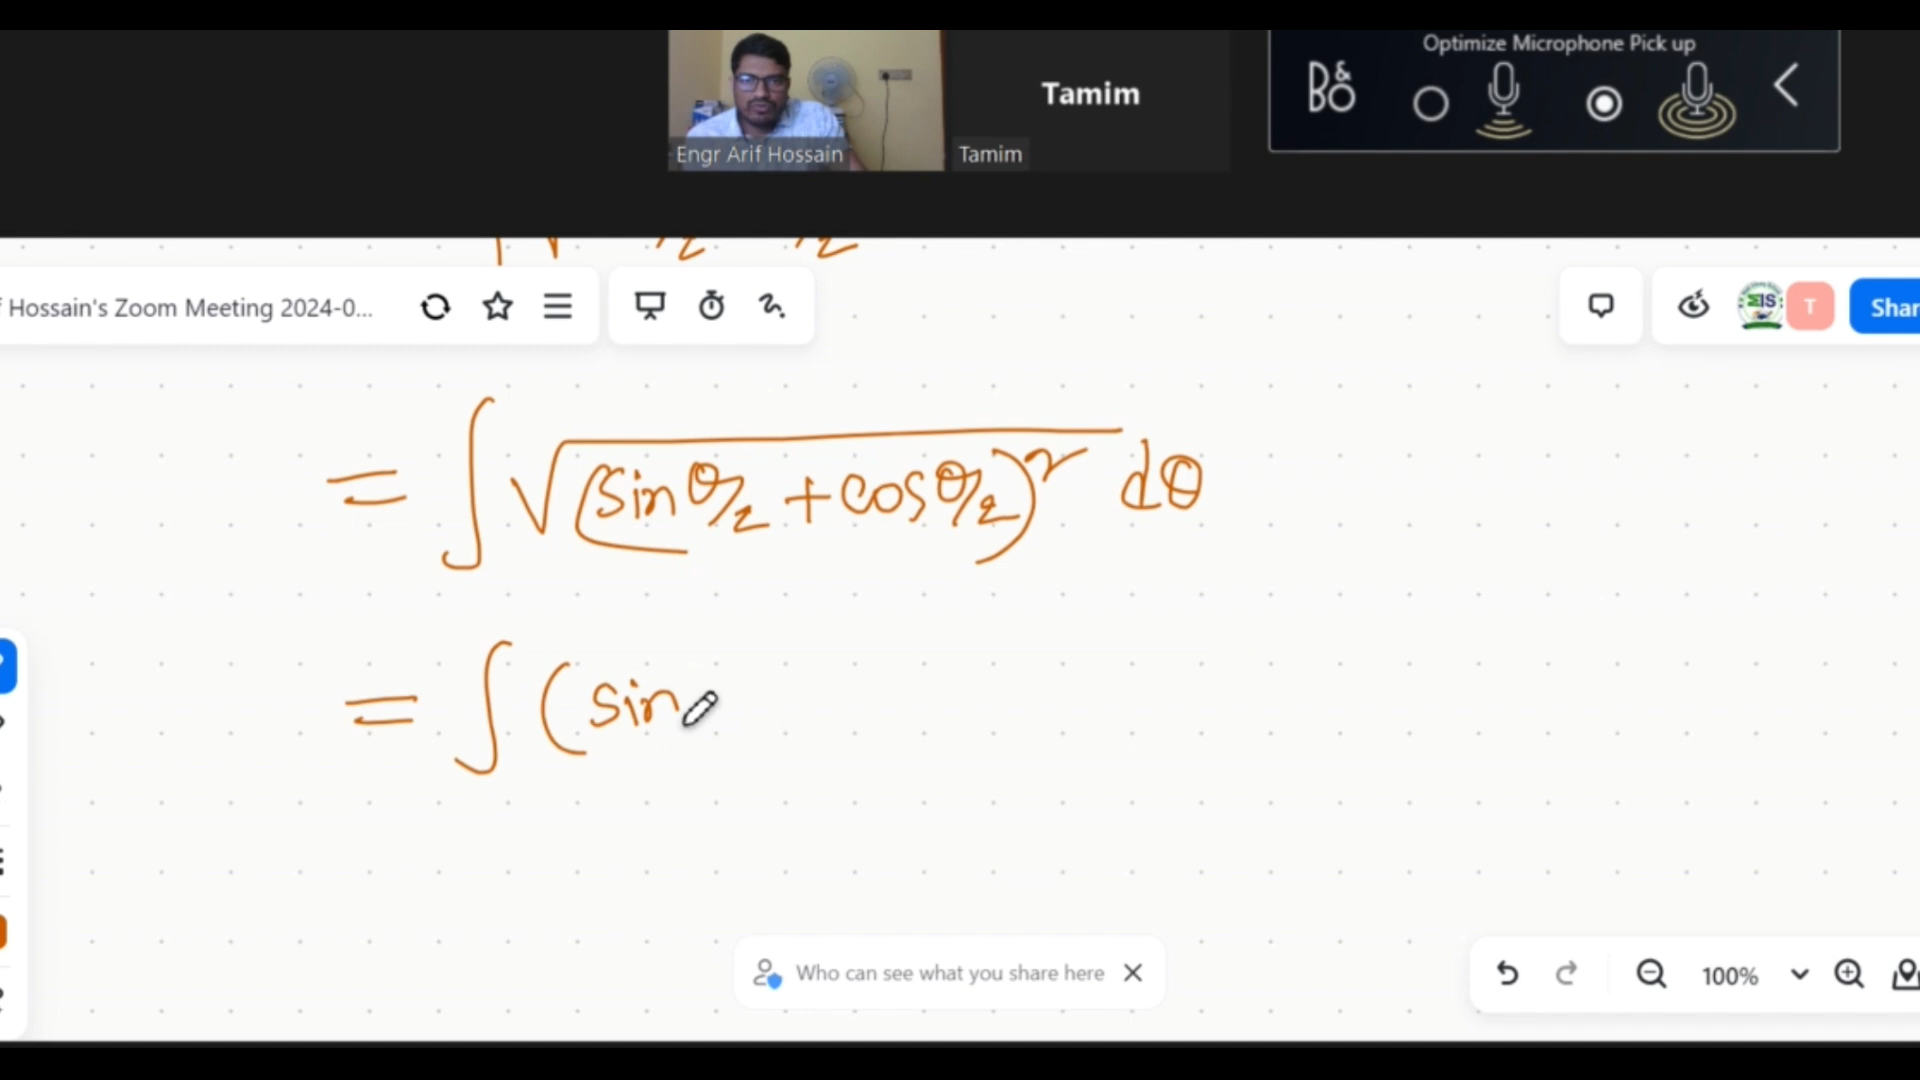 Optimize Microphone Pick up
B&O
Tamim
Engr Arif Hossain
Tamim
Hossain's Zoom Meeting 2024-0...
MIS
T
Shar
= ∫ √(sin θ/2 + cos θ/2)² dθ
= ∫ (sin
Who can see what you share here
100%